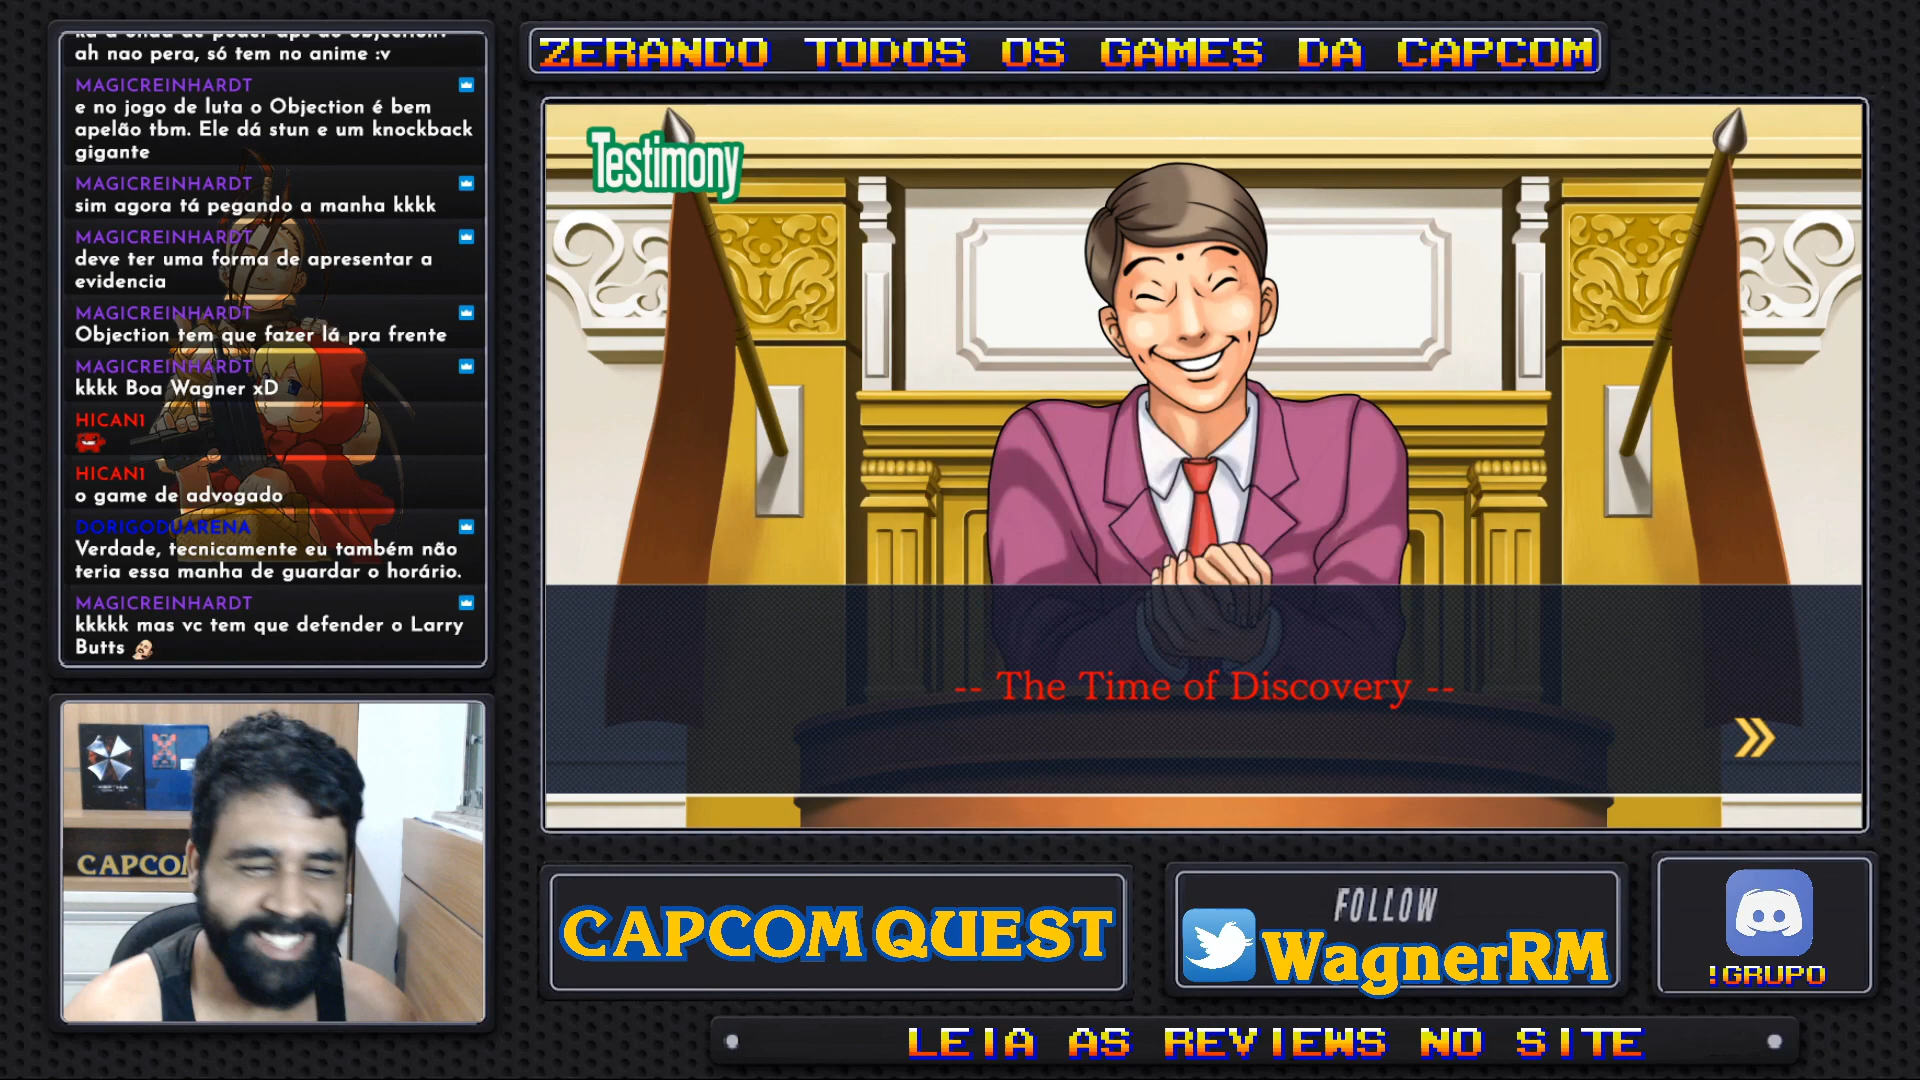 ah nao pera, só tem no anime :v
MAGICREINHARDT
e no jogo de luta o Objection é bem
apelão tbm. Ele dá stun e um knockback
gigante
MAGICREINHARDT
sim agora tá pegando a manha kkkk
MAGICREINHARDT
deve ter uma forma de apresentar a
evidencia
MAGICREINHARDT
Objection tem que fazer lá pra frente
MAGICREINHARDT
kkkk Boa Wagner xD
HICAN1
HICAN1
o game de advogado
DORIGODUARENA
Verdade, tecnicamente eu também não
teria essa manha de guardar o horário.
MAGICREINHARDT
kkkkk mas vc tem que defender o Larry
Butts
ZERANDO TODOS OS GAMES DA CAPCOM
Testimony
-- The Time of Discovery --
CAPCOM
CAPCOM QUEST
FOLLOW
WagnerRM
!GRUPO
LEIA AS REVIEWS NO SITE